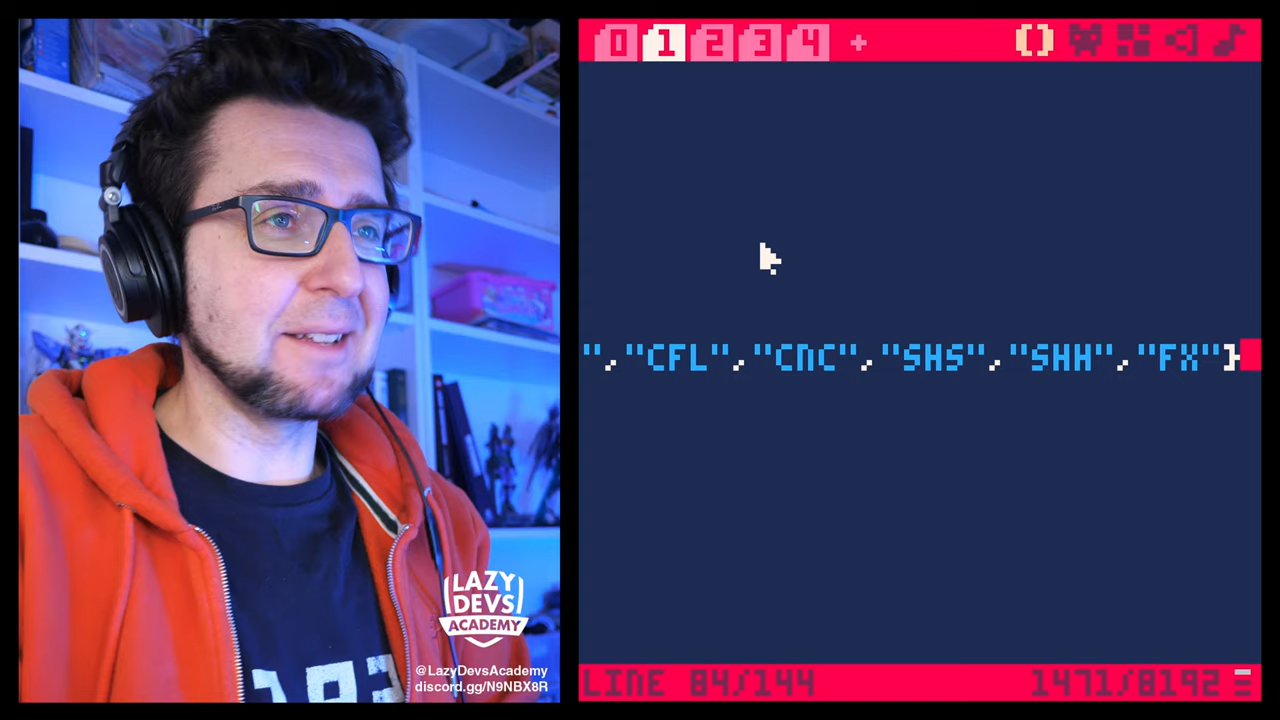 0 1 2 3 4 +
","CFL","CNC","SHS","SHH","FX"}
LAZY
DEVS
ACADEMY
@LazyDevsAcademy
discord.gg/N9NBX8R
LINE 84/144 1471/8192